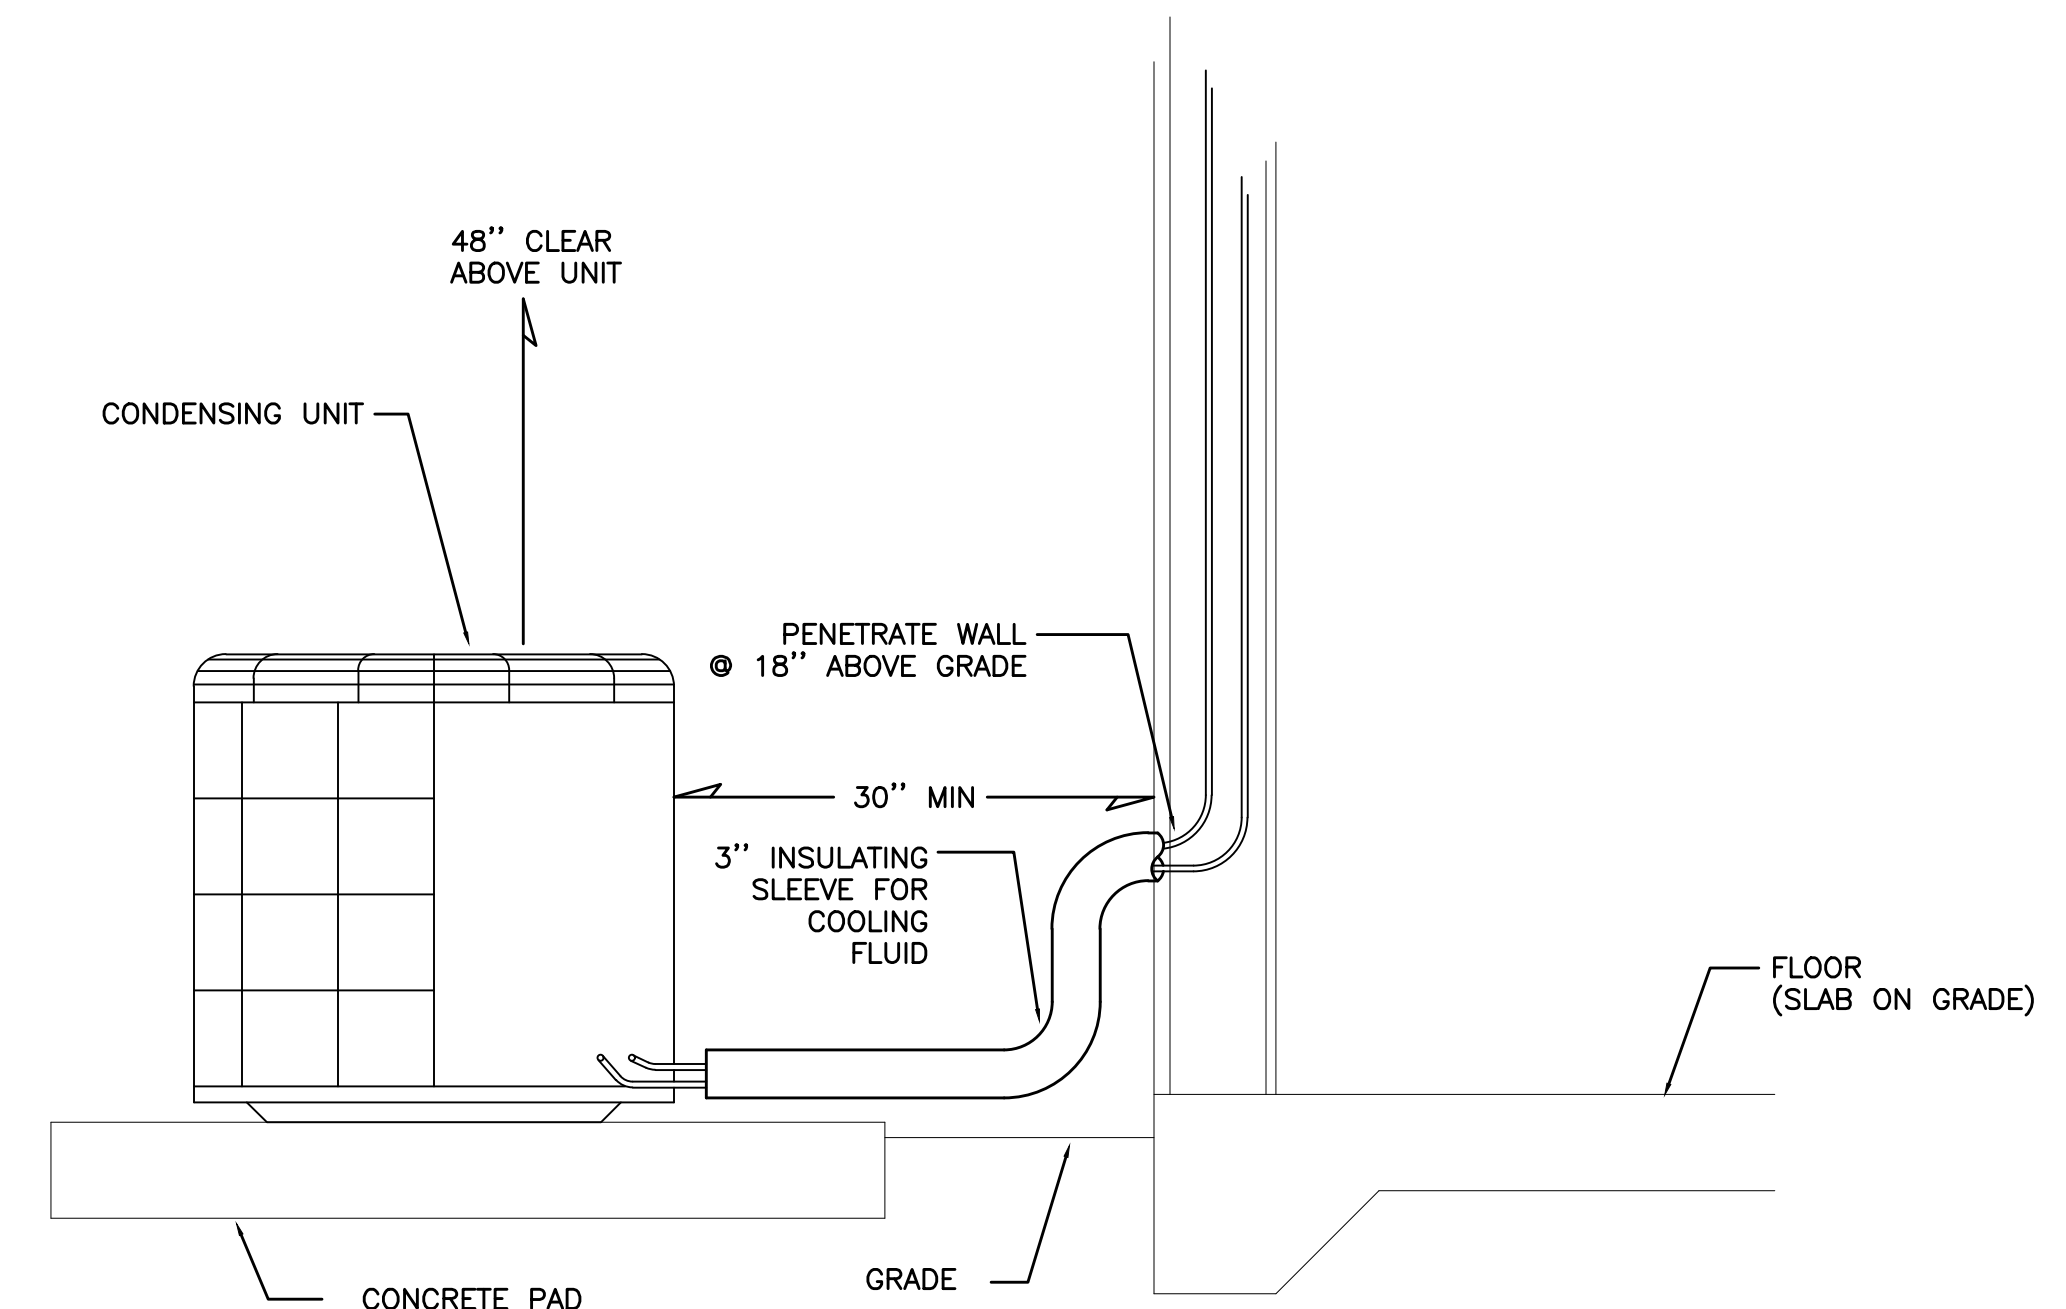 48’’ CLEAR
ABOVE UNIT
CONDENSING UNIT
PENETRATE WALL
@ 18’’ ABOVE GRADE
30’’ MIN
3’’ INSULATING
SLEEVE FOR
COOLING
FLUID
FLOOR
(SLAB ON GRADE)
GRADE
CONCRETE PAD